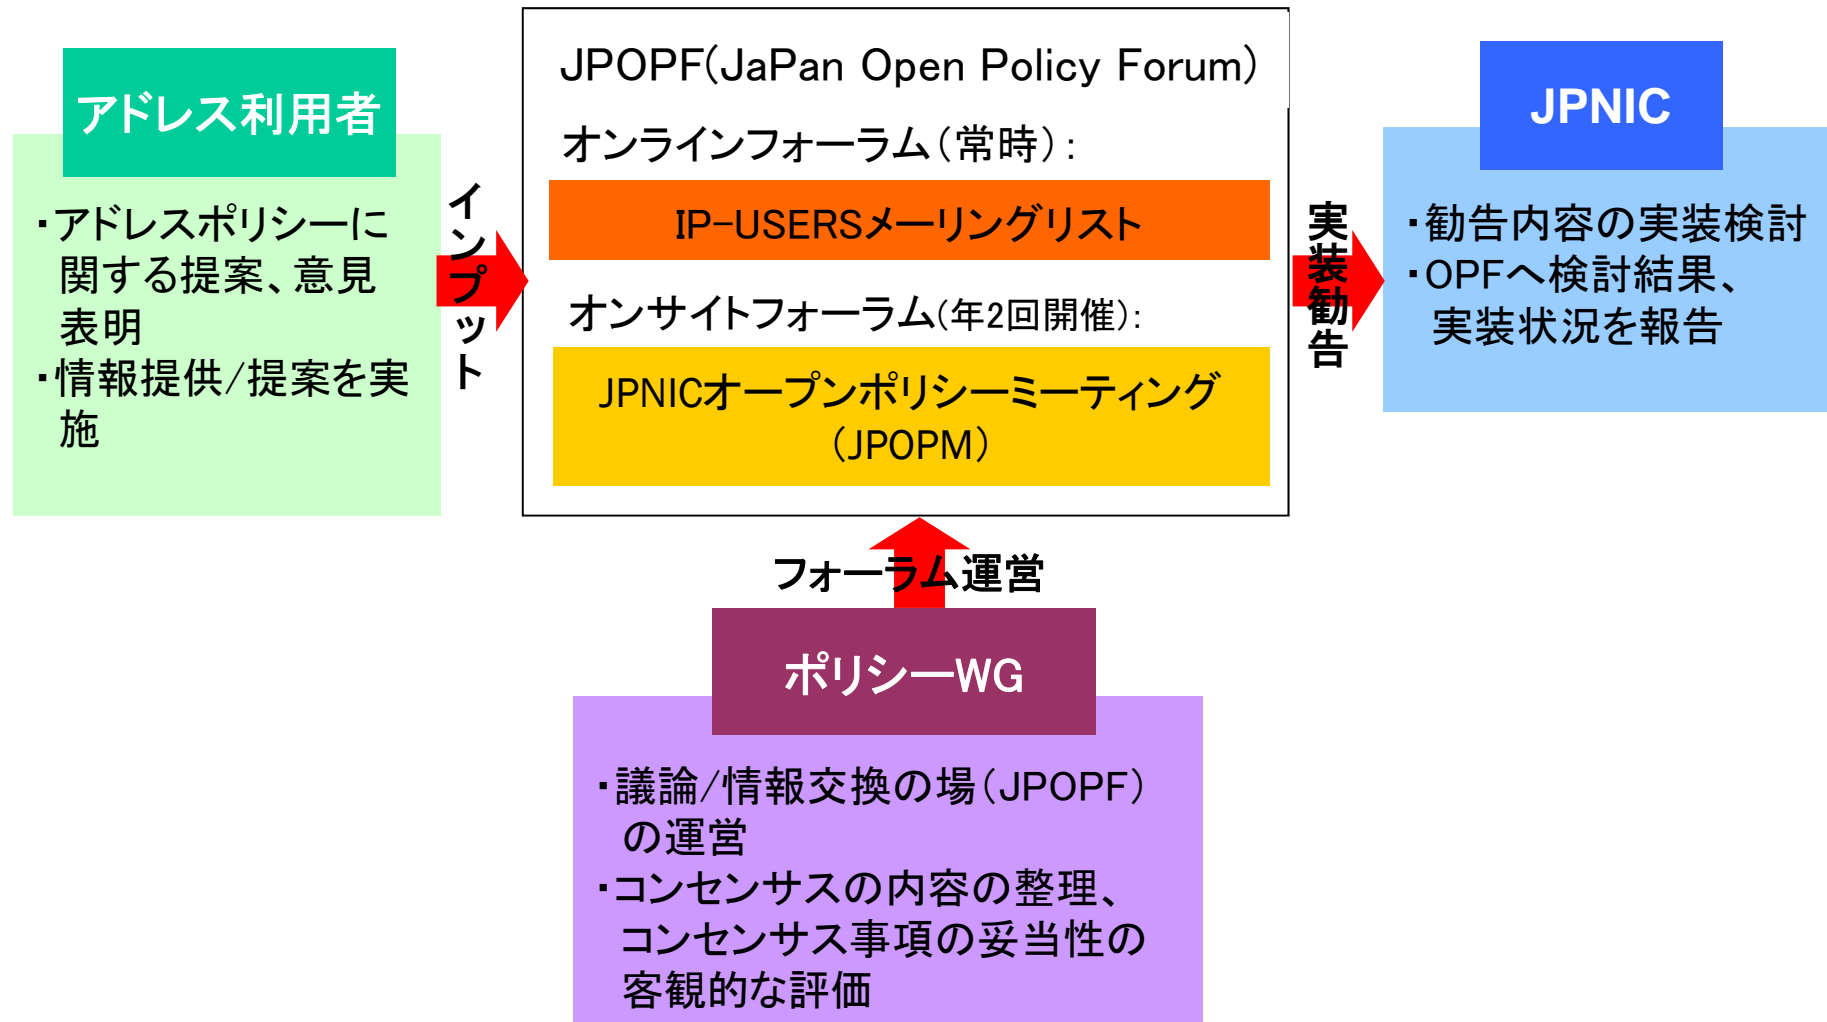 アドレス利用者
・アドレスポリシーに
関する提案、意見
表明
・情報提供/提案を実
施
インプット
JPOPF(JaPan Open Policy Forum)
オンラインフォーラム(常時):
IP-USERSメーリングリスト
オンサイトフォーラム(年2回開催):
JPNICオープンポリシーミーティング
(JPOPM)
実装勧告
JPNIC
・勧告内容の実装検討
・OPFへ検討結果、
実装状況を報告
フォーラム運営
ポリシーWG
・議論/情報交換の場(JPOPF)
の運営
・コンセンサスの内容の整理、
コンセンサス事項の妥当性の
客観的な評価